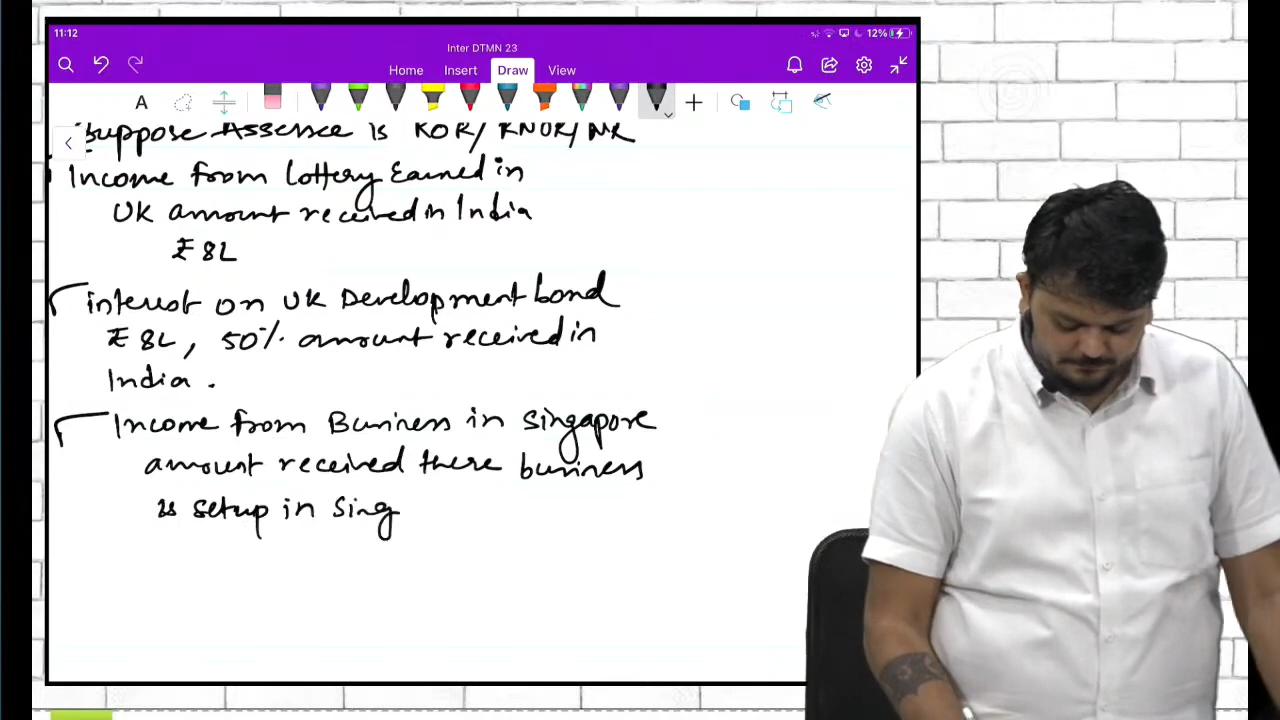 11:12
12%
Inter DTMN 23
Home Insert Draw View
A
Suppose Assesse is ROR/ RNOR/ NR
Income from Lottery Earned in
UK amount received in India
₹ 8L
interest on UK Development bond
₹ 8L, 50% amount received in
India.
Income from Business in Singapore
amount received there business
is setup in Sing